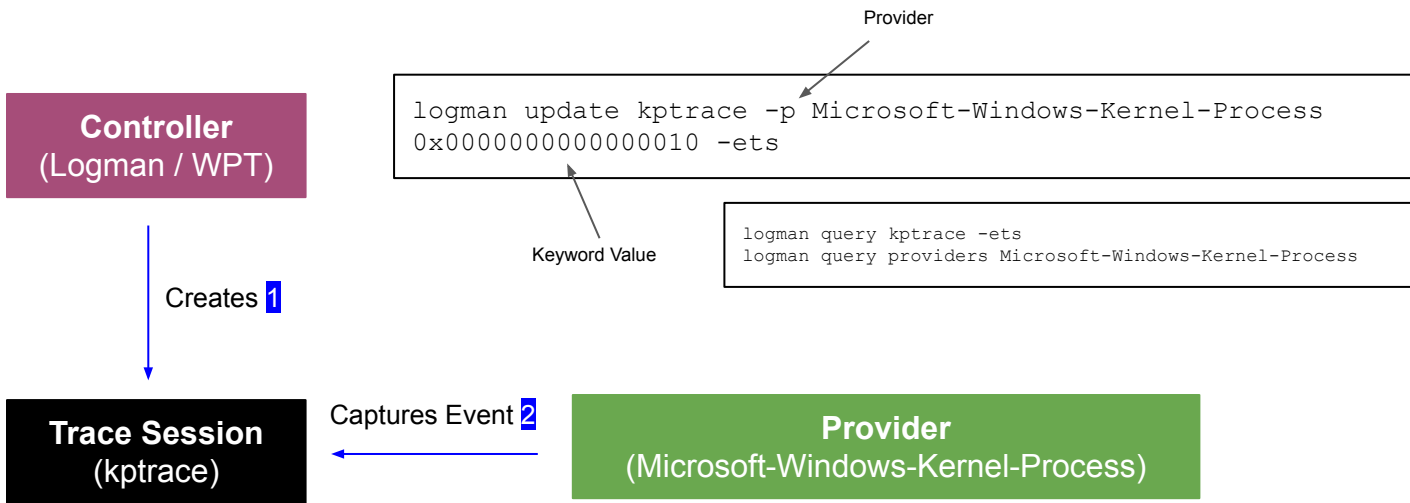 Provider
logman update kptrace -p Microsoft-Windows-Kernel-Process
0x0000000000000010 -ets
Controller
(Logman / WPT)
Keyword Value
logman query kptrace -ets
logman query providers Microsoft-Windows-Kernel-Process
Creates 1
Captures Event 2
Trace Session
(kptrace)
Provider
(Microsoft-Windows-Kernel-Process)